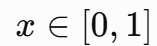 x ∈ [0, 1]